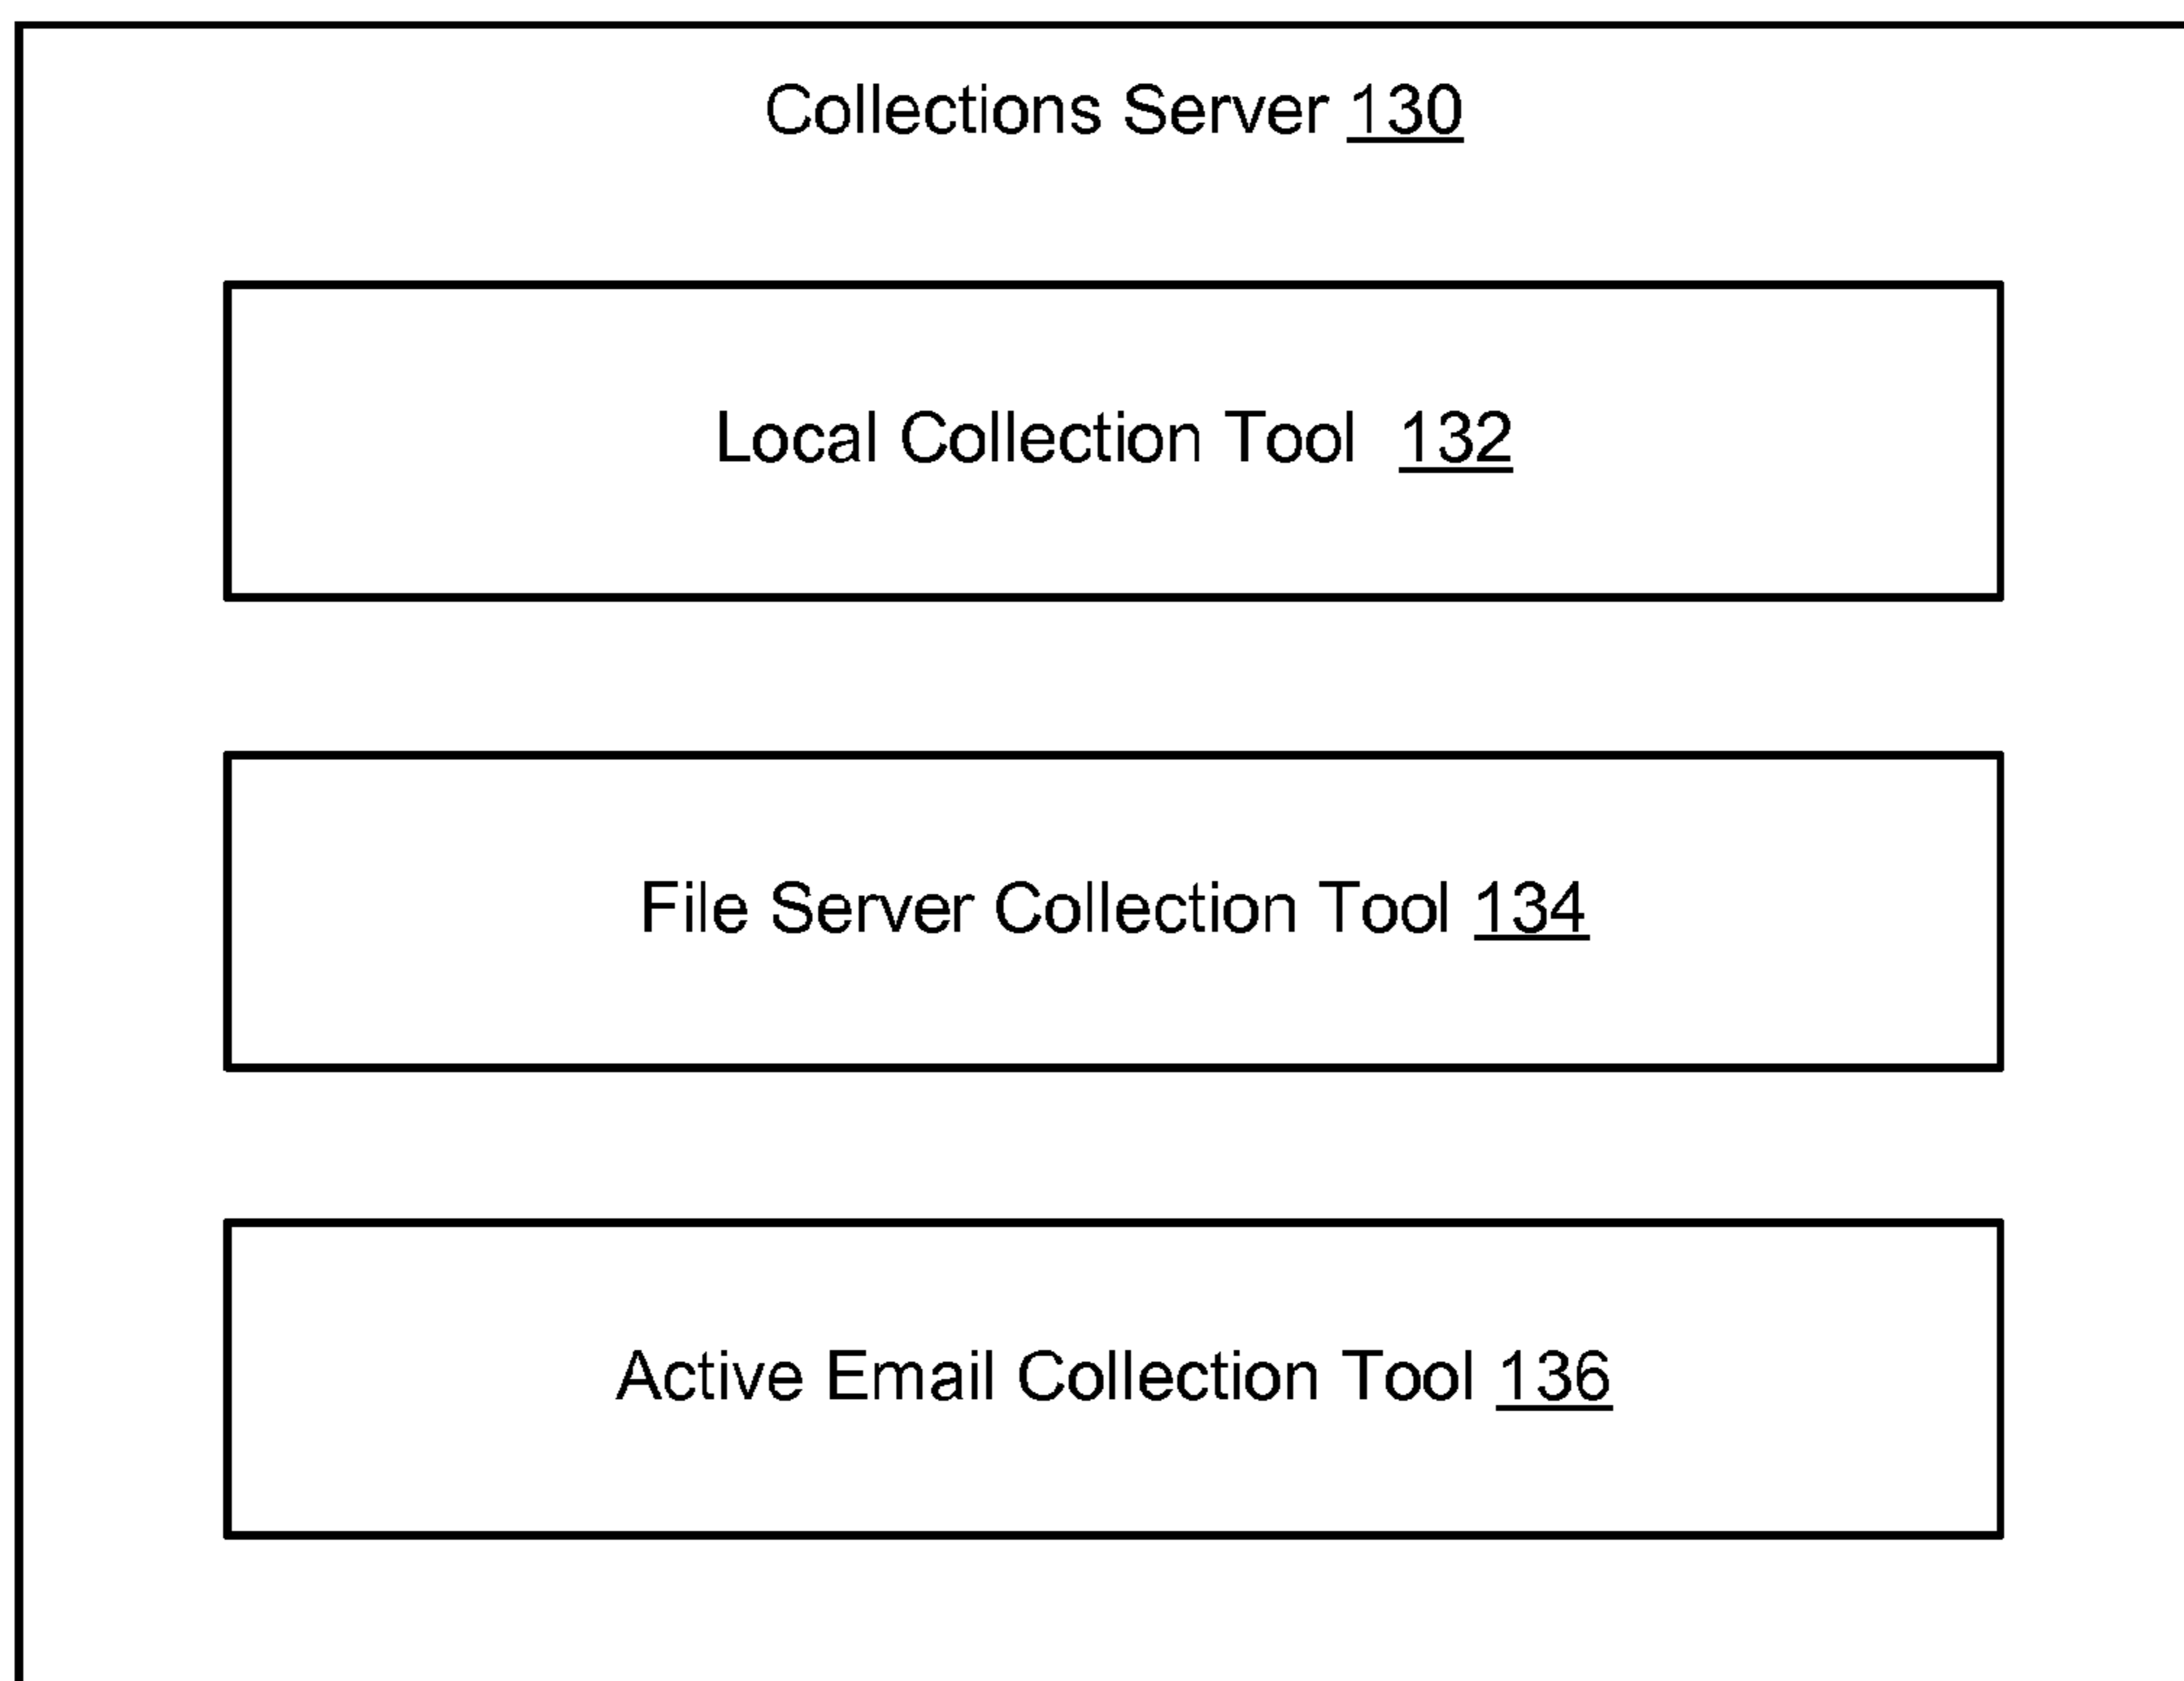 Collections Server 130
Local Collection Tool 132
File Server Collection Tool 134
Active Email Collection Tool 136